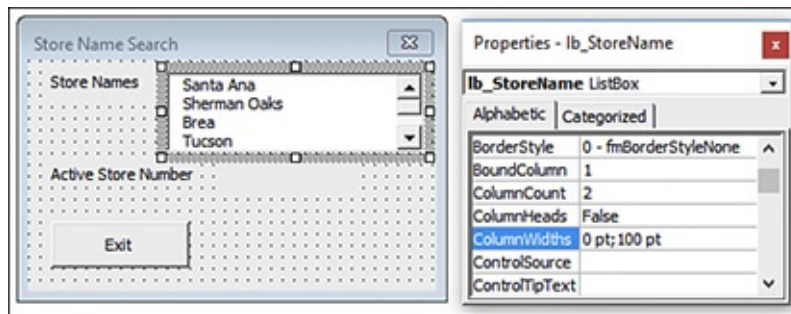 Store Name Search
Store Names
Santa Ana
Sherman Oaks
Brea
Tucson
Active Store Number
Exit
Properties - lb_StoreName
lb_StoreName ListBox
Alphabetic Categorized
BorderStyle 0 - fmBorderStyleNone
BoundColumn 1
ColumnCount 2
ColumnHeads False
ColumnWidths 0 pt;100 pt
ControlSource
ControlTipText